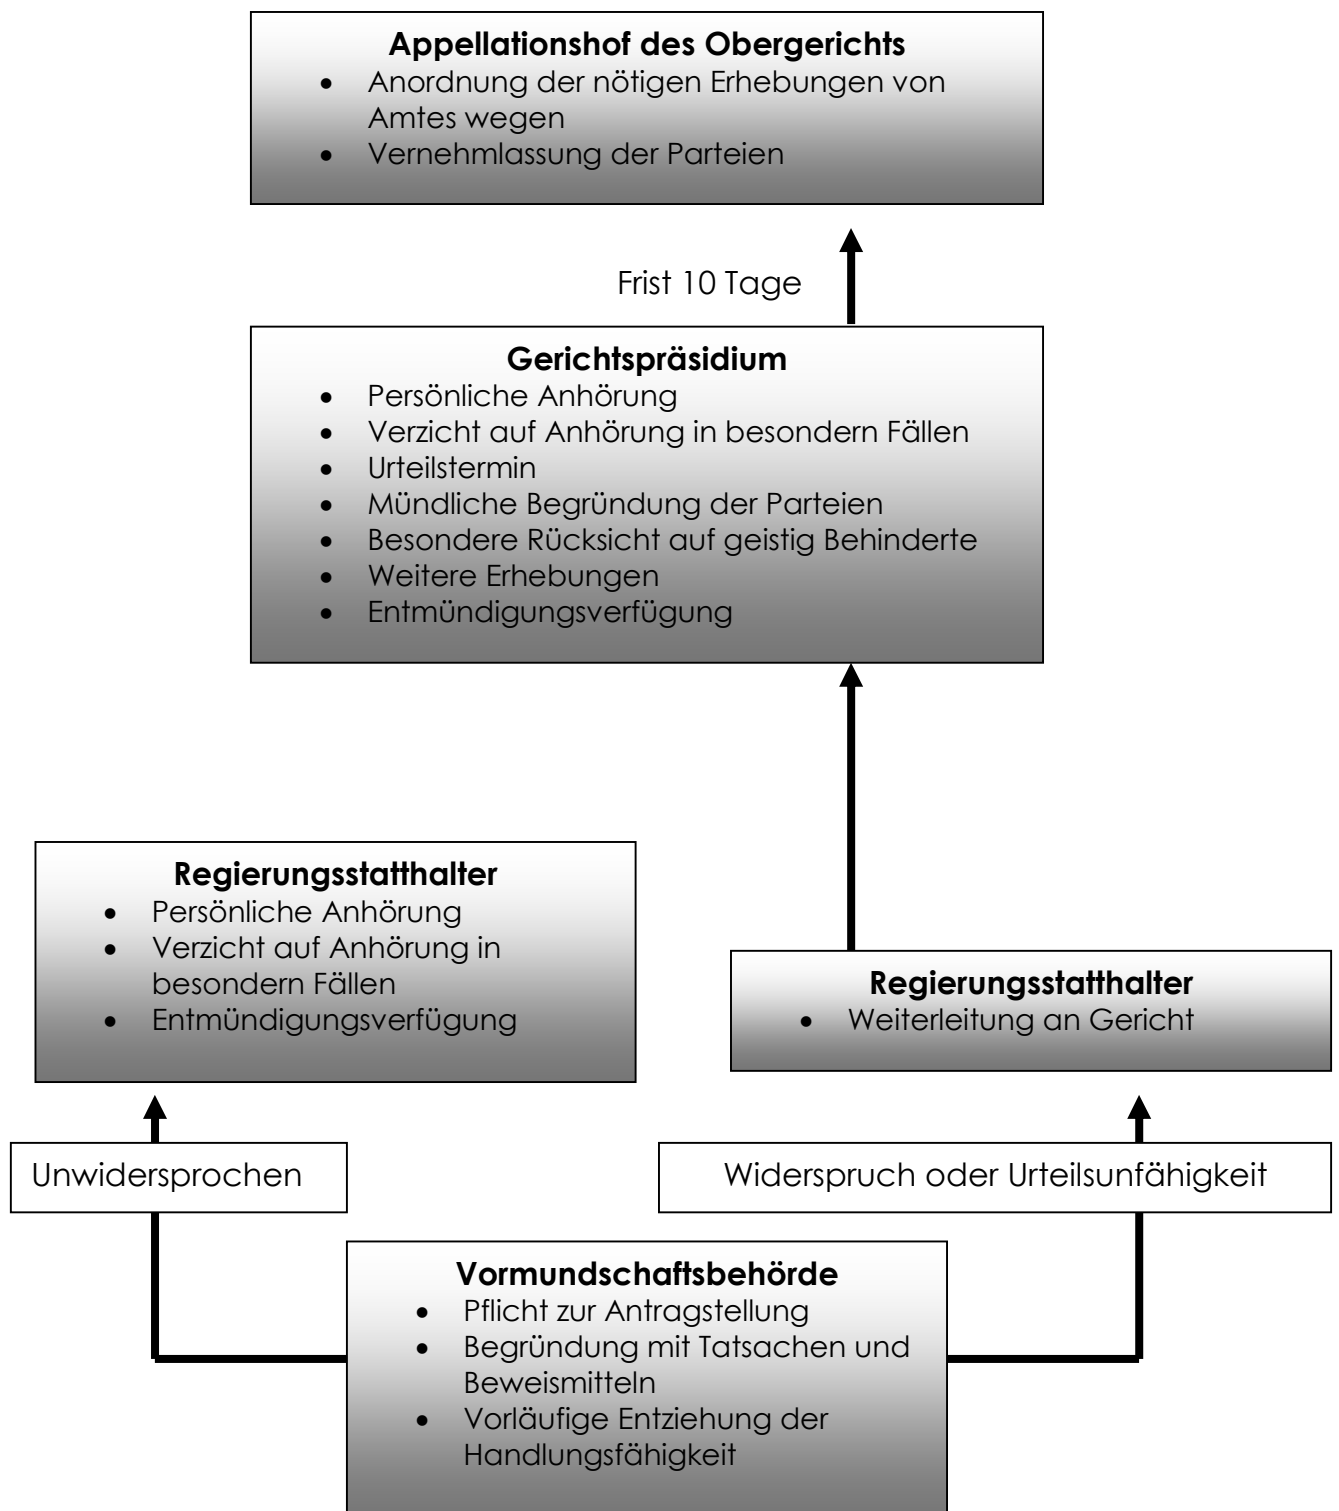 Appellationshof des Obergerichts
• Anordnung der nötigen Erhebungen von
Amtes wegen
• Vernehmlassung der Parteien
Frist 10 Tage
Gerichtspräsidium
• Persönliche Anhörung
• Verzicht auf Anhörung in besondern Fällen
• Urteilstermin
• Mündliche Begründung der Parteien
• Besondere Rücksicht auf geistig Behinderte
• Weitere Erhebungen
• Entmündigungsverfügung
Regierungsstatthalter
• Persönliche Anhörung
• Verzicht auf Anhörung in
besondern Fällen
• Entmündigungsverfügung
Regierungsstatthalter
• Weiterleitung an Gericht
Unwidersprochen
Widerspruch oder Urteilsunfähigkeit
Vormundschaftsbehörde
• Pflicht zur Antragstellung
• Begründung mit Tatsachen und
Beweismitteln
• Vorläufige Entziehung der
Handlungsfähigkeit